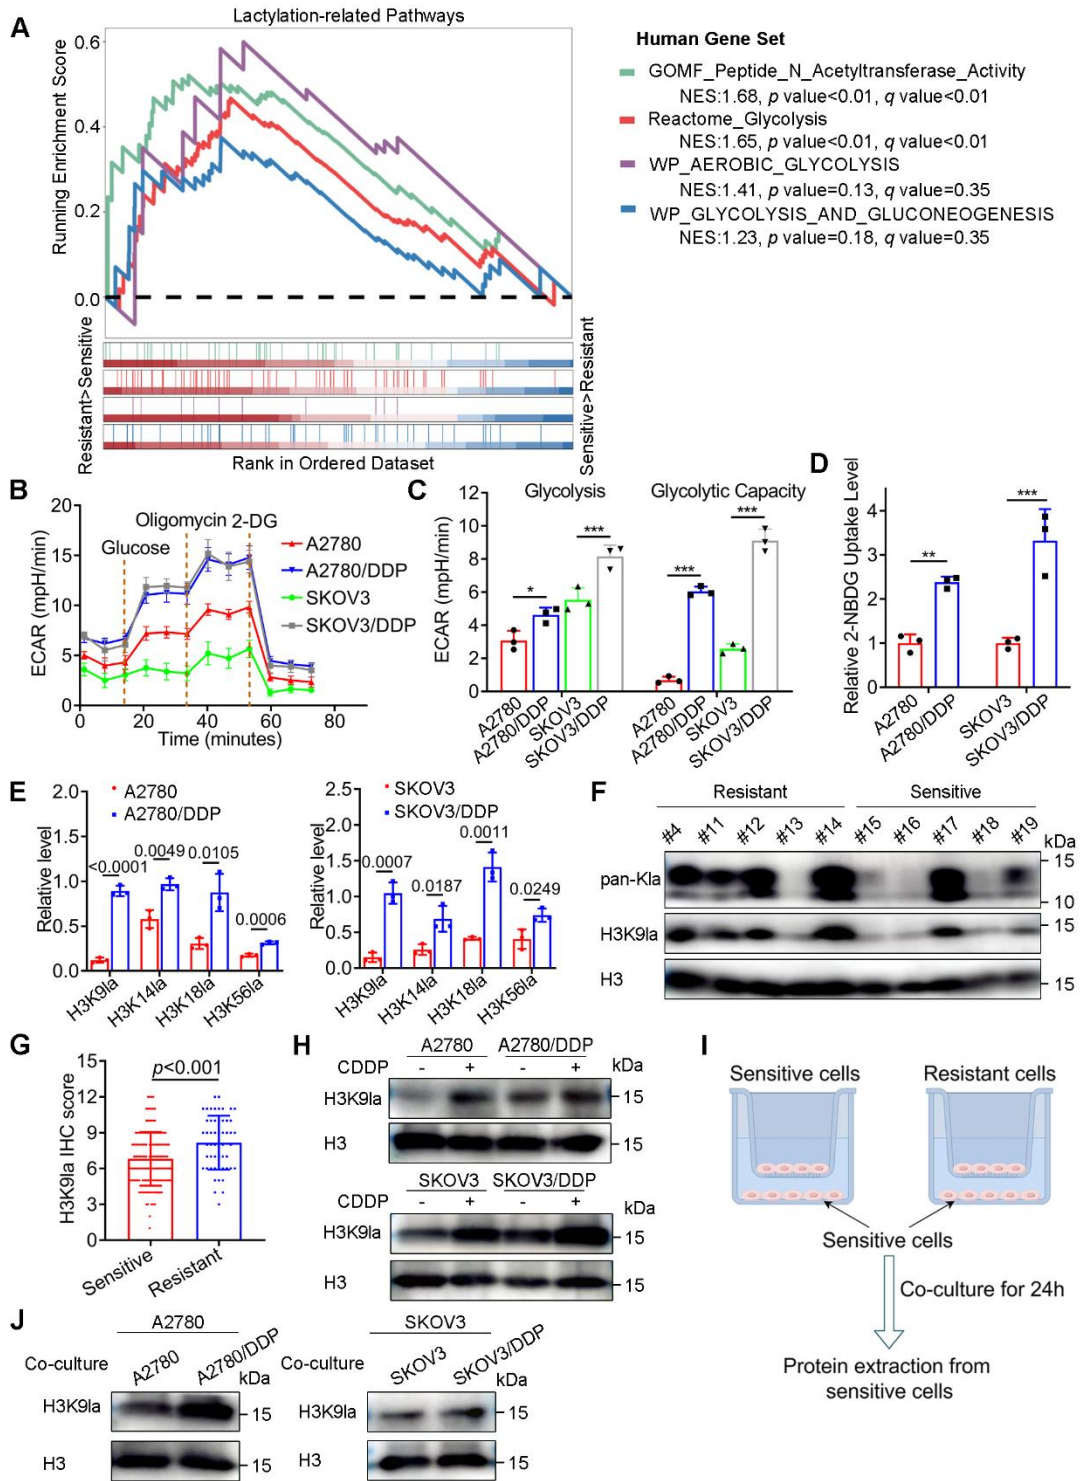 A
Lactylation-related Pathways
Running Enrichment Score
0.6
0.4
0.2
0.0
Resistant>Sensitive
Sensitive>Resistant
Rank in Ordered Dataset
Human Gene Set
GOMF_Peptide_N_Acetyltransferase_Activity
NES:1.68, p value<0.01, q value<0.01
Reactome_Glycolysis
NES:1.65, p value<0.01, q value<0.01
WP_AEROBIC_GLYCOLYSIS
NES:1.41, p value=0.13, q value=0.35
WP_GLYCOLYSIS_AND_GLUCONEOGENESIS
NES:1.23, p value=0.18, q value=0.35
B
ECAR (mpH/min)
20
15
10
5
0
Glucose
Oligomycin 2-DG
A2780
A2780/DDP
SKOV3
SKOV3/DDP
0 20 40 60 80
Time (minutes)
C
Glycolysis
Glycolytic Capacity
ECAR (mpH/min)
12
10
8
6
4
2
0
* *** *** ***
A2780
A2780/DDP
SKOV3
SKOV3/DDP
A2780
A2780/DDP
SKOV3
SKOV3/DDP
D
Relative 2-NBDG Uptake Level
4
3
2
1
0
** ***
A2780
A2780/DDP
SKOV3
SKOV3/DDP
E
Relative level
2.0
1.5
1.0
0.5
0.0
A2780
A2780/DDP
<0.0001
0.0049
0.0105
0.0006
H3K9la
H3K14la
H3K18la
H3K56la
Relative level
2.5
2.0
1.5
1.0
0.5
0.0
SKOV3
SKOV3/DDP
0.0007
0.0187
0.0011
0.0249
H3K9la
H3K14la
H3K18la
H3K56la
F
Resistant Sensitive
#4 #11 #12 #13 #14 #15 #16 #17 #18 #19
kDa
pan-Kla
15
10
H3K9la
15
H3
15
G
H3K9la IHC score
15
12
9
6
3
0
p<0.001
Sensitive
Resistant
H
A2780 A2780/DDP
CDDP - + - + kDa
H3K9la 15
H3 15
SKOV3 SKOV3/DDP
CDDP - + - + kDa
H3K9la 15
H3 15
I
Sensitive cells
Resistant cells
Sensitive cells
Co-culture for 24h
Protein extraction from
sensitive cells
J
A2780
Co-culture A2780 A2780/DDP kDa
H3K9la 15
H3 15
SKOV3
Co-culture SKOV3 SKOV3/DDP kDa
H3K9la 15
H3 15